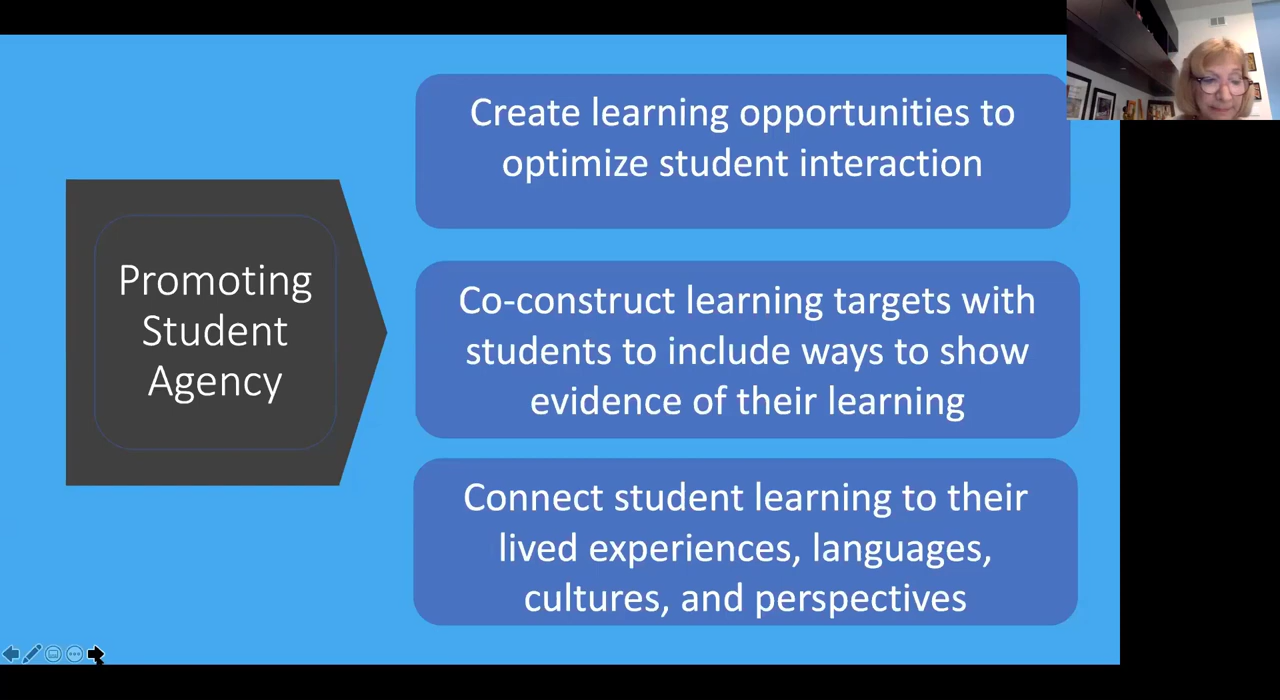 Promoting
Student
Agency
Create learning opportunities to
optimize student interaction
Co-construct learning targets with
students to include ways to show
evidence of their learning
Connect student learning to their
lived experiences, languages,
cultures, and perspectives